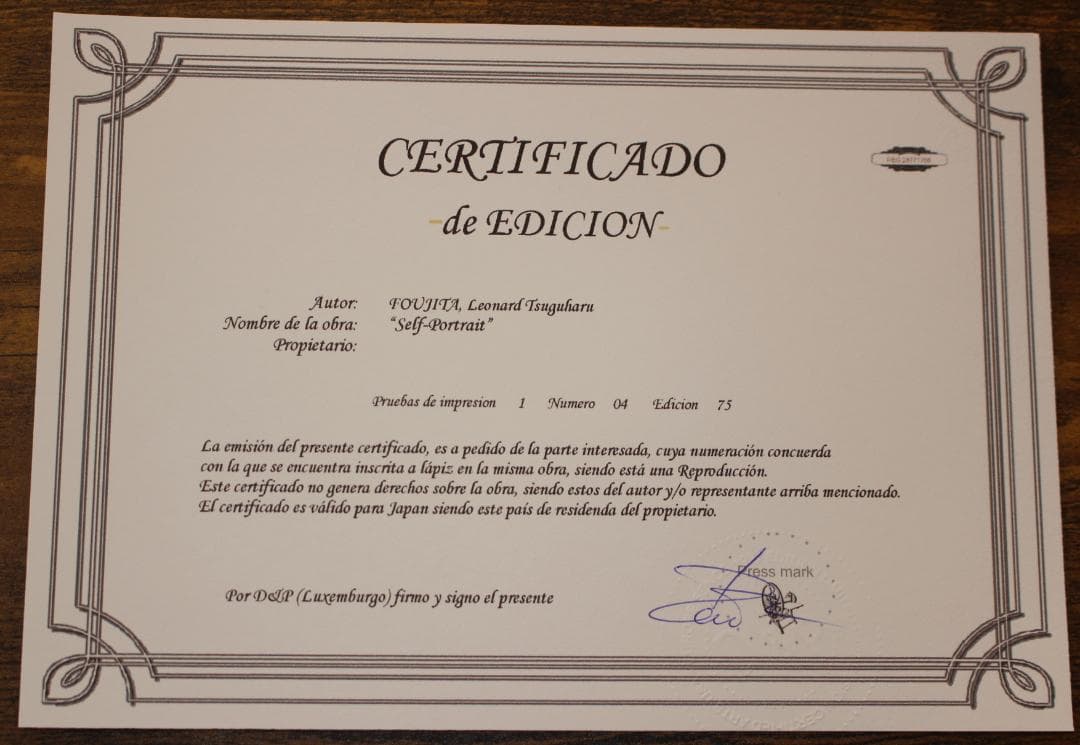 CERTIFICADO
-de EDICION-
Autor: FOUJITA, Leonard Tsuguharu
Nombre de la obra: “Self-Portrait”
Propietario:
Pruebas de impresion 1 Numero 04 Edicion 75
La emisión del presente certificado, es a pedido de la parte interesada, cuya numeración concuerda
con la que se encuentra inscrita a lápiz en la misma obra, siendo está una Reproducción.
Este certificado no genera derechos sobre la obra, siendo estos del autor y/o representante arriba mencionado.
El certificado es válido para Japan siendo este país de residenda del propietario.
Press mark
Por D&P (Luxemburgo) firmo y signo el presente